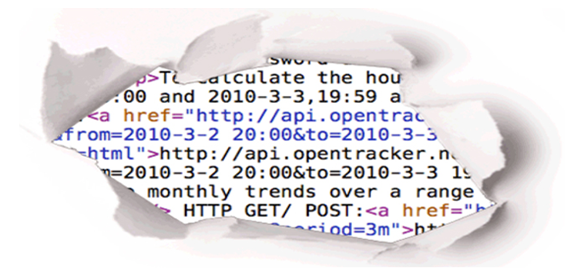 p>To calculate the hou
:00 and 2010-3-3,19:59 a
<a href="http://api.opentrac
from=2010-3-2 20:00&to=2010-3-3
=html">http://api.opentracker.n
m=2010-3-2 20:00&to=2010-3-3 19
monthly trends over a range
> HTTP GET/ POST:<a href="h
period=3m">ht